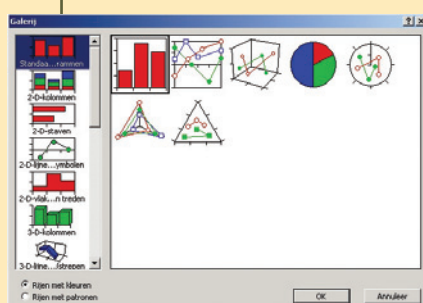 Galerij
Standaa...rammen
2-D-kolommen
2-D-staven
2-D-lijne...ymbolen
2-D-vlak...n treden
3-D-kolommen
3-D-lijne.../strepen
Rijen met kleuren
Rijen met patronen
OK
Annuleer